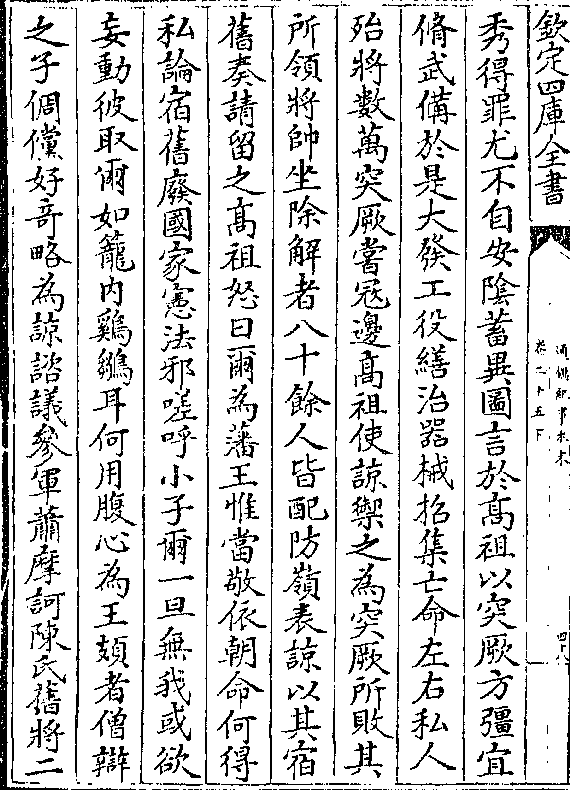 欽定四庫全書
通鑑紀事本末
卷二十五下
四十八
秀得罪尤不自安陰蓄異圖言於髙祖以突厥方彊宜
脩武備於是大發工役繕治器械招集亡命左右私人
殆將數萬突厥嘗冦邊髙祖使諒禦之為突厥所敗其
所領將帥坐除解者八十餘人皆配防嶺表諒以其宿
舊奏請留之髙祖怒曰爾為藩王惟當敬依朝命何得
私論宿舊廢國家憲法邪嗟呼小子爾一旦無我或欲
妄動彼取爾如籠内鷄鶵耳何用腹心為王頍者僧辯
之子倜儻好竒略為諒諮議參軍蕭摩訶陳氏舊將二